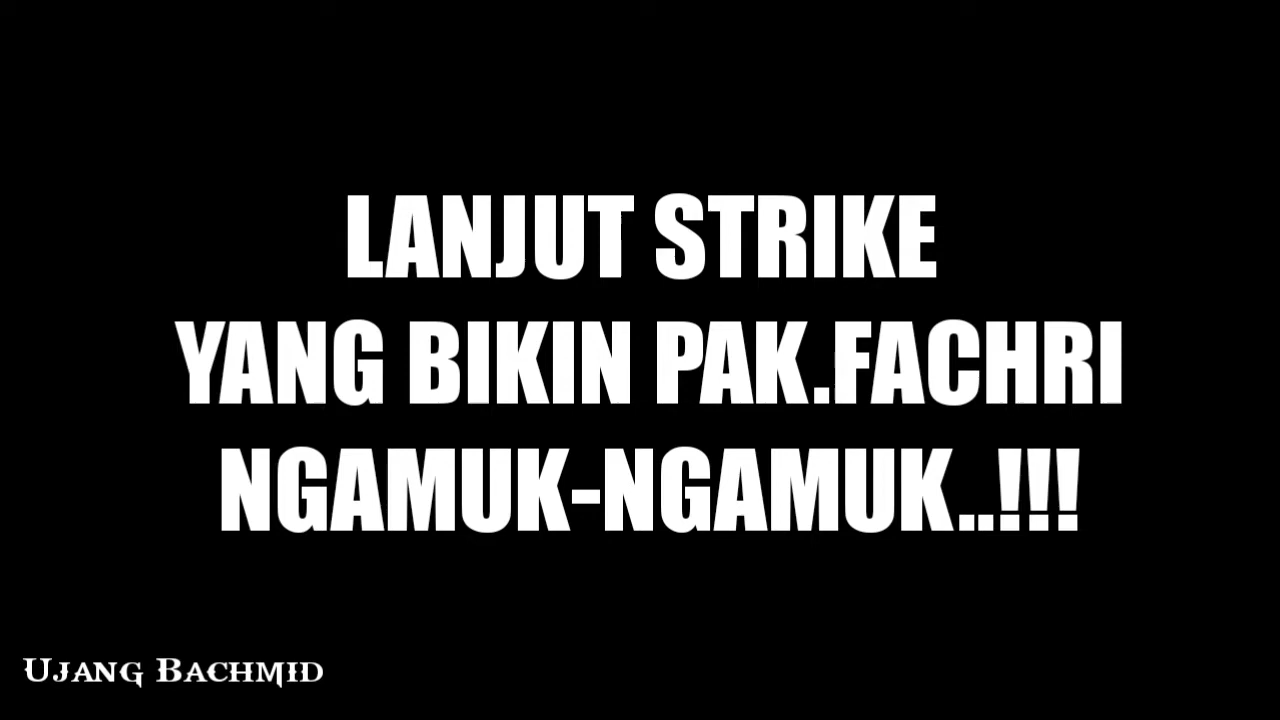 LANJUT STRIKE
YANG BIKIN PAK.FACHRI
NGAMUK-NGAMUK..!!!
UJANG BACHMID